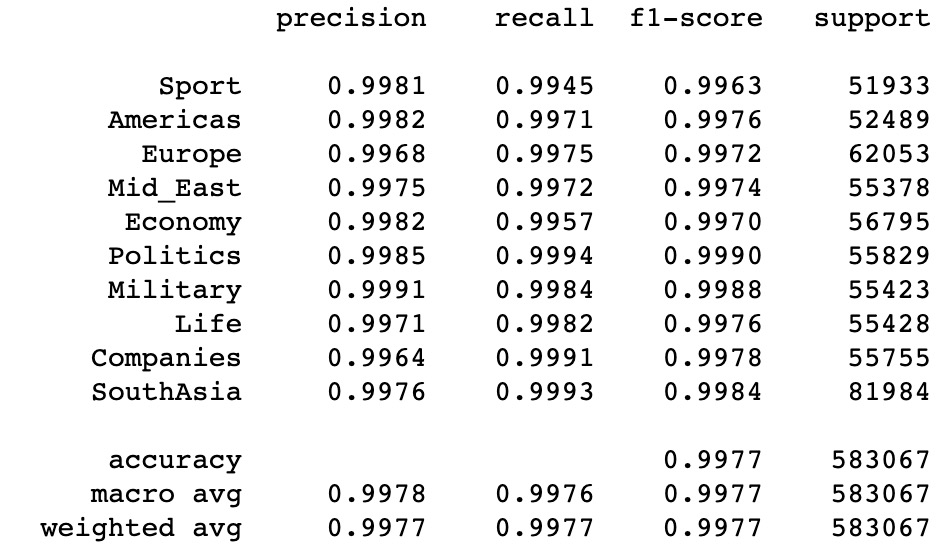 precision recall f1-score support
Sport 0.9981 0.9945 0.9963 51933
Americas 0.9982 0.9971 0.9976 52489
Europe 0.9968 0.9975 0.9972 62053
Mid_East 0.9975 0.9972 0.9974 55378
Economy 0.9982 0.9957 0.9970 56795
Politics 0.9985 0.9994 0.9990 55829
Military 0.9991 0.9984 0.9988 55423
Life 0.9971 0.9982 0.9976 55428
Companies 0.9964 0.9991 0.9978 55755
SouthAsia 0.9976 0.9993 0.9984 81984
accuracy 0.9977 583067
macro avg 0.9978 0.9976 0.9977 583067
weighted avg 0.9977 0.9977 0.9977 583067